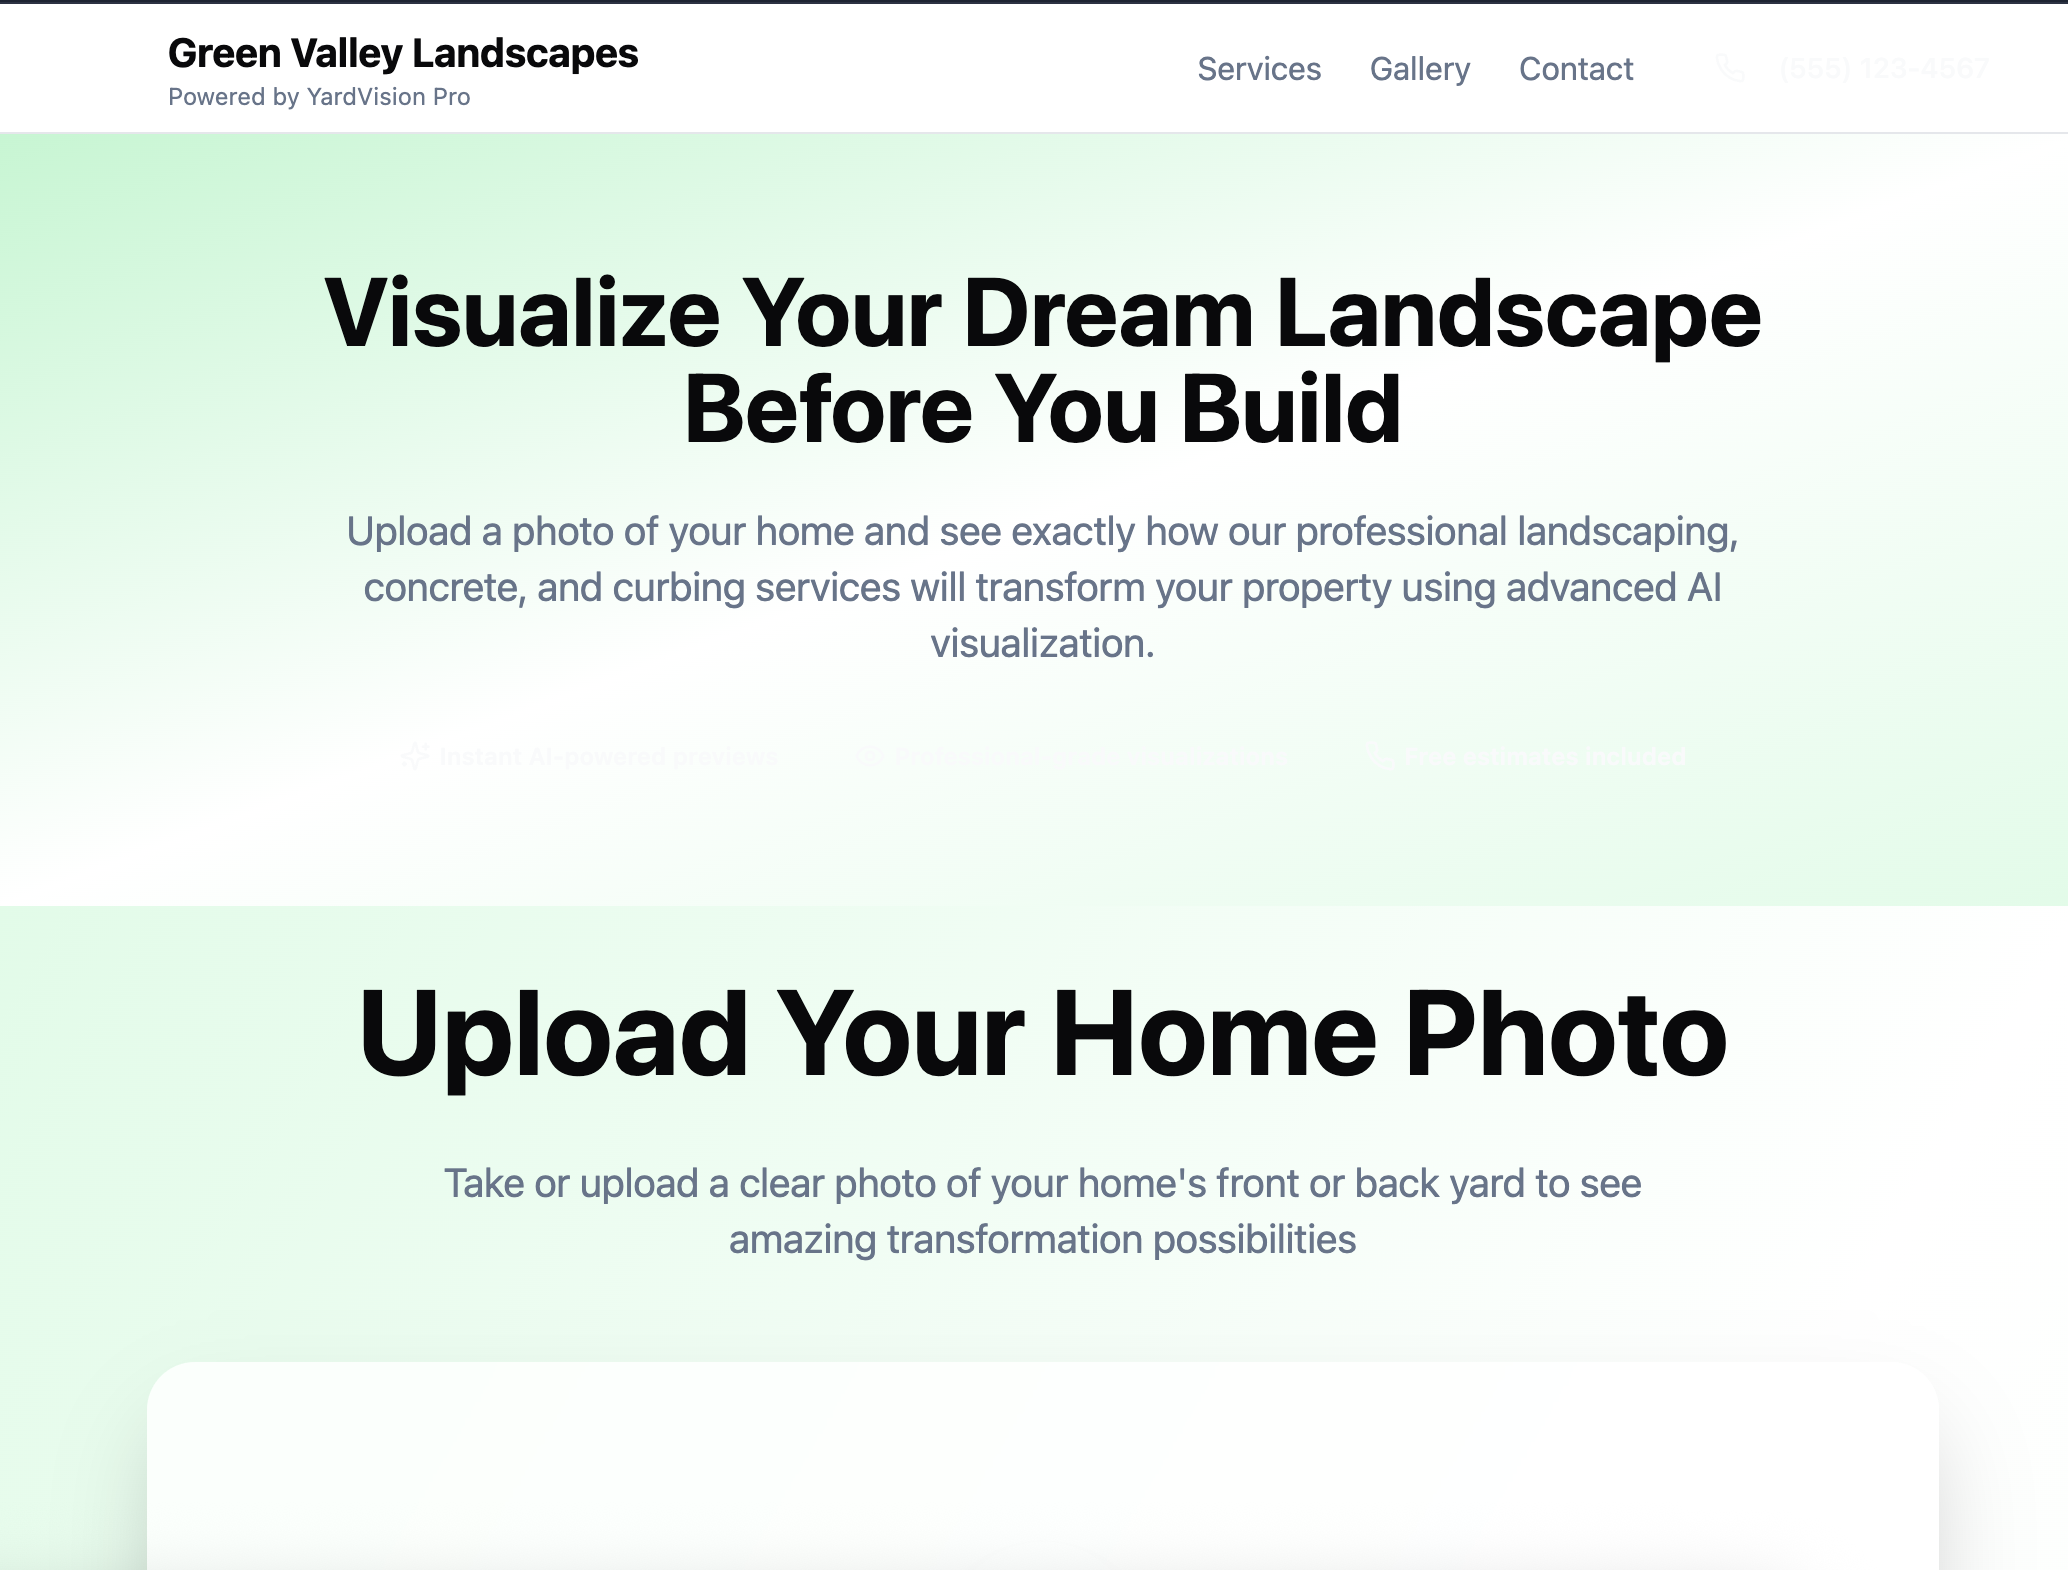 Green Valley Landscapes
Powered by YardVision Pro
Services Gallery Contact (555) 123-4567
Visualize Your Dream Landscape
Before You Build
Upload a photo of your home and see exactly how our professional landscaping,
concrete, and curbing services will transform your property using advanced AI
visualization.
Instant AI-powered previews Free estimates included
Upload Your Home Photo
Take or upload a clear photo of your home's front or back yard to see
amazing transformation possibilities